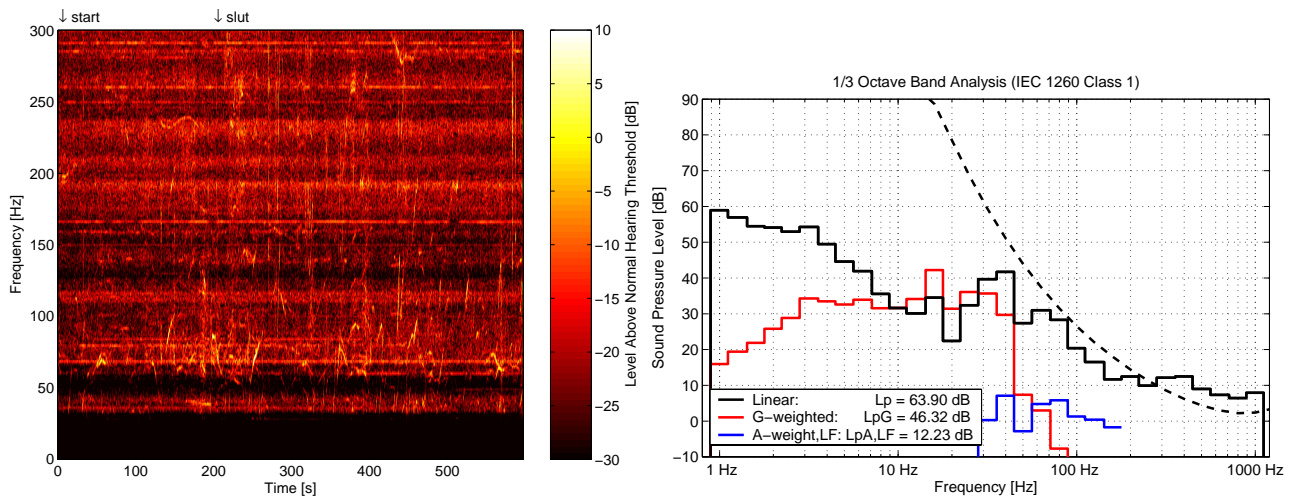 ↓ start
↓ slut
300
250
200
150
100
50
0
Frequency [Hz]
0 100 200 300 400 500
Time [s]
10
5
0
−5
−10
−15
−20
−25
−30
Level Above Normal Hearing Threshold [dB]
1/3 Octave Band Analysis (IEC 1260 Class 1)
90
80
70
60
50
40
30
20
10
0
−10
Sound Pressure Level [dB]
Linear: Lp = 63.90 dB
G−weighted: LpG = 46.32 dB
A−weight,LF: LpA,LF = 12.23 dB
1 Hz 10 Hz 100 Hz 1000 Hz
Frequency [Hz]